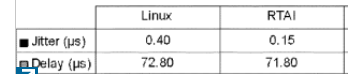 Linux RTAI
Jitter (µs) 0.40 0.15
Delay (µs) 72.80 71.80